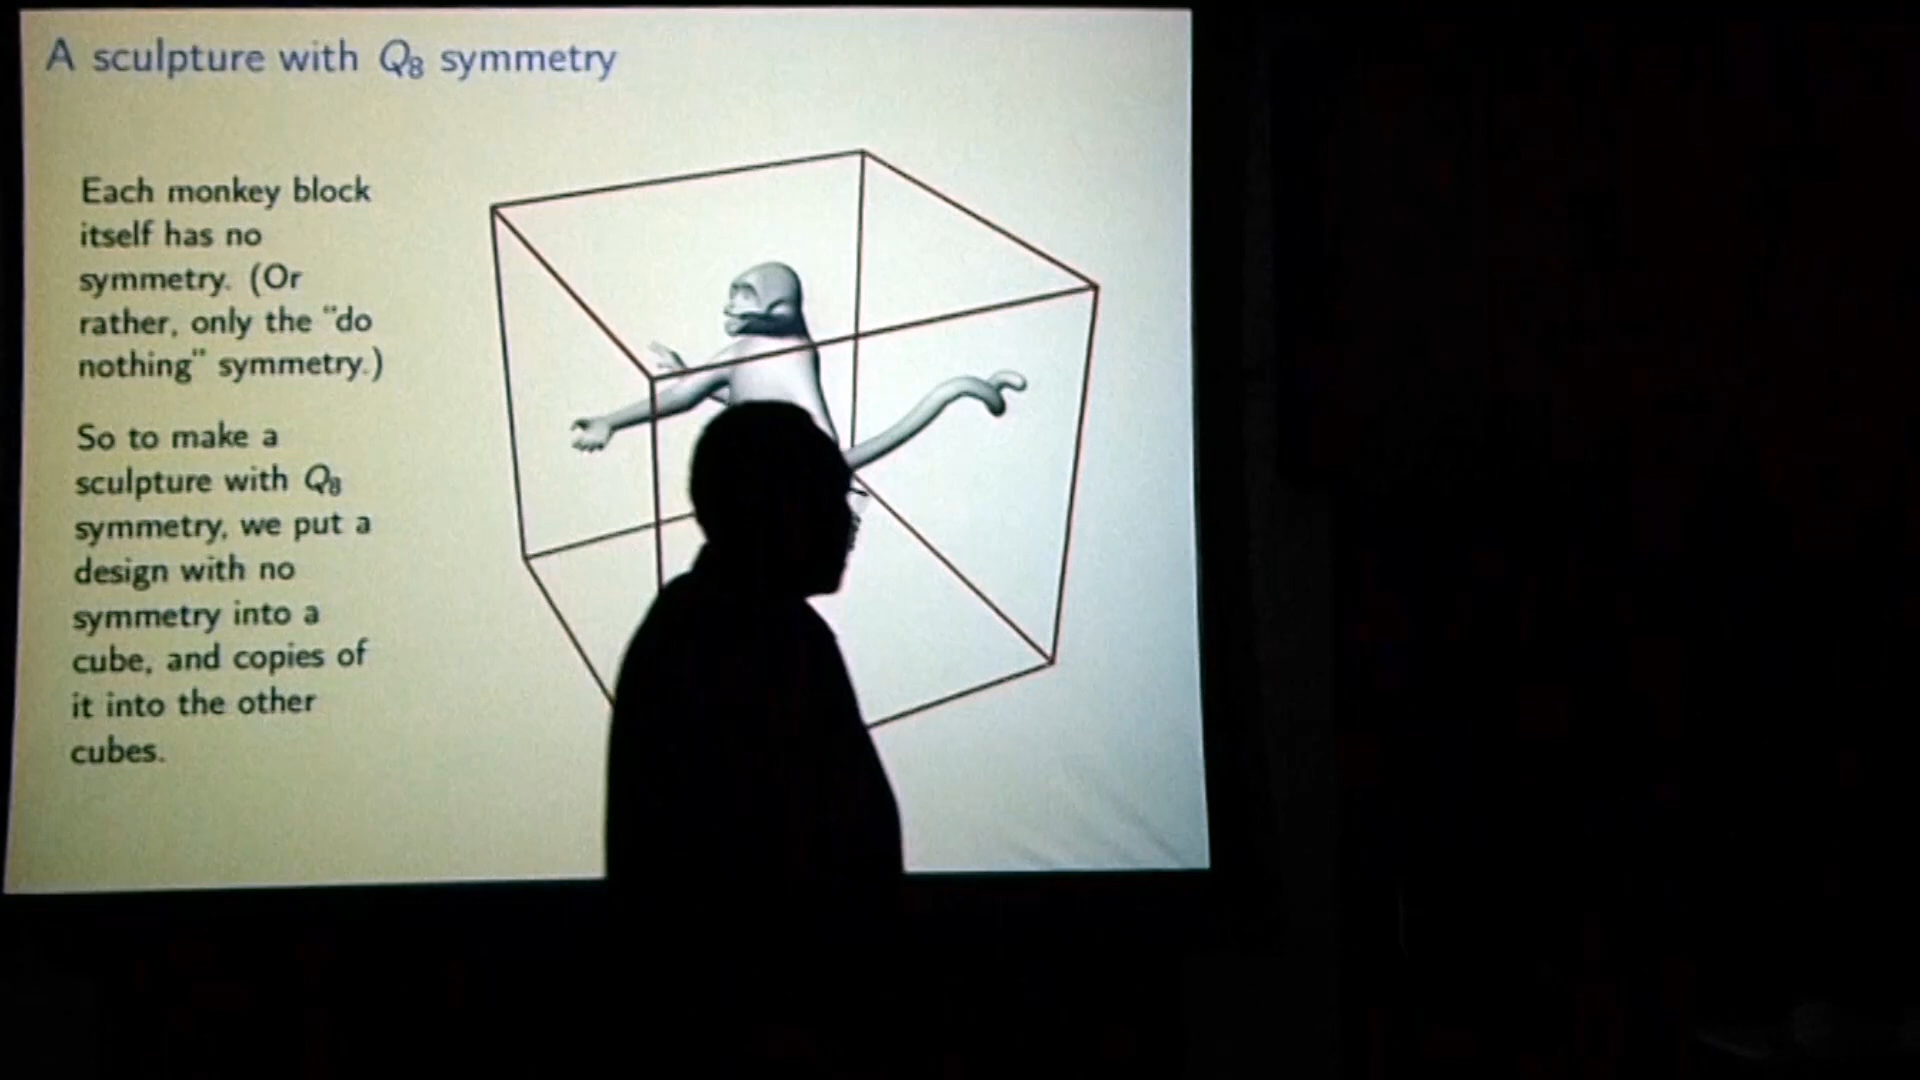 A sculpture with Q8 symmetry
Each monkey block
itself has no
symmetry. (Or
rather, only the "do
nothing" symmetry.)
So to make a
sculpture with Q8
symmetry, we put a
design with no
symmetry into a
cube, and copies of
it into the other
cubes.